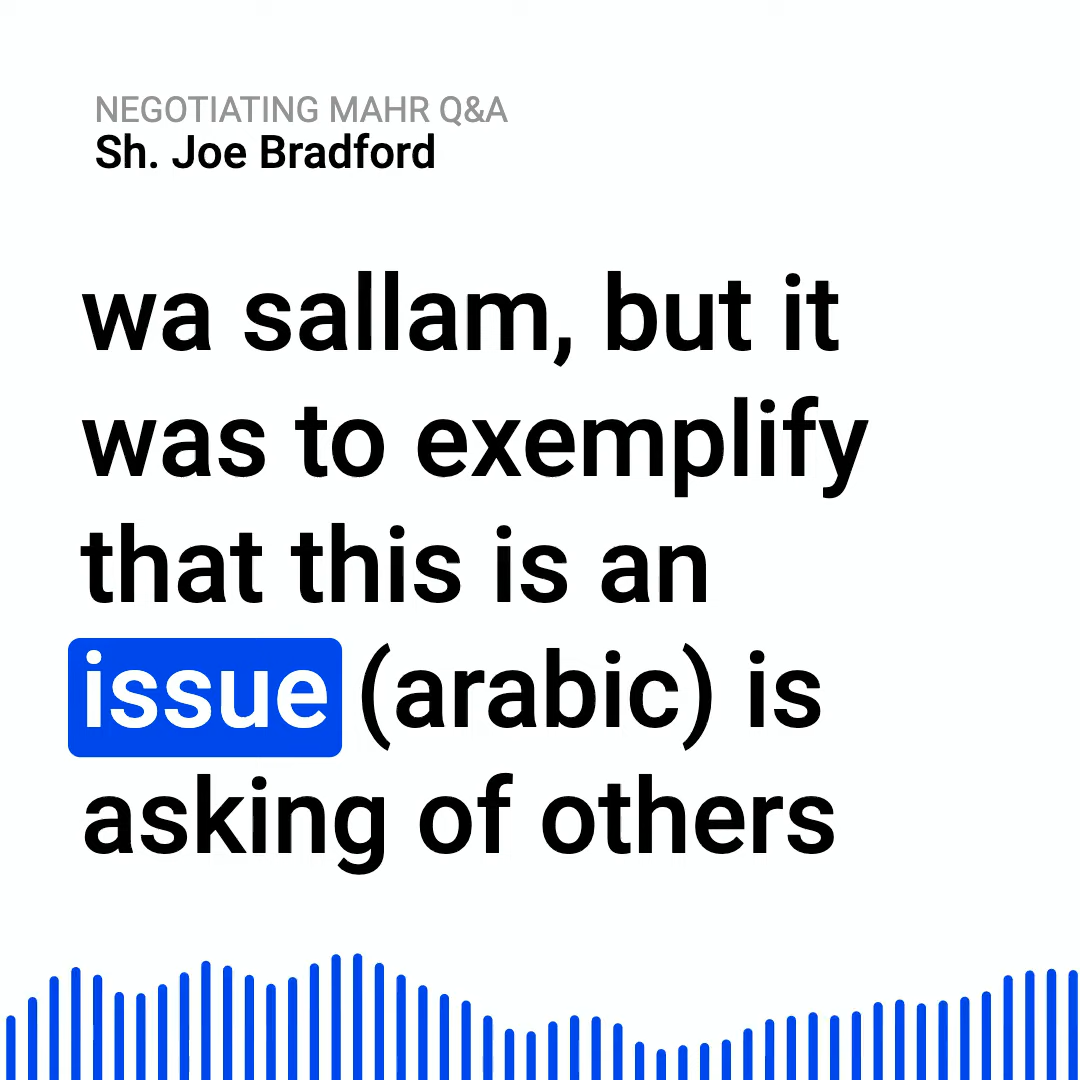 NEGOTIATING MAHR Q&A
Sh. Joe Bradford
wa sallam, but it
was to exemplify
that this is an
issue (arabic) is
asking of others